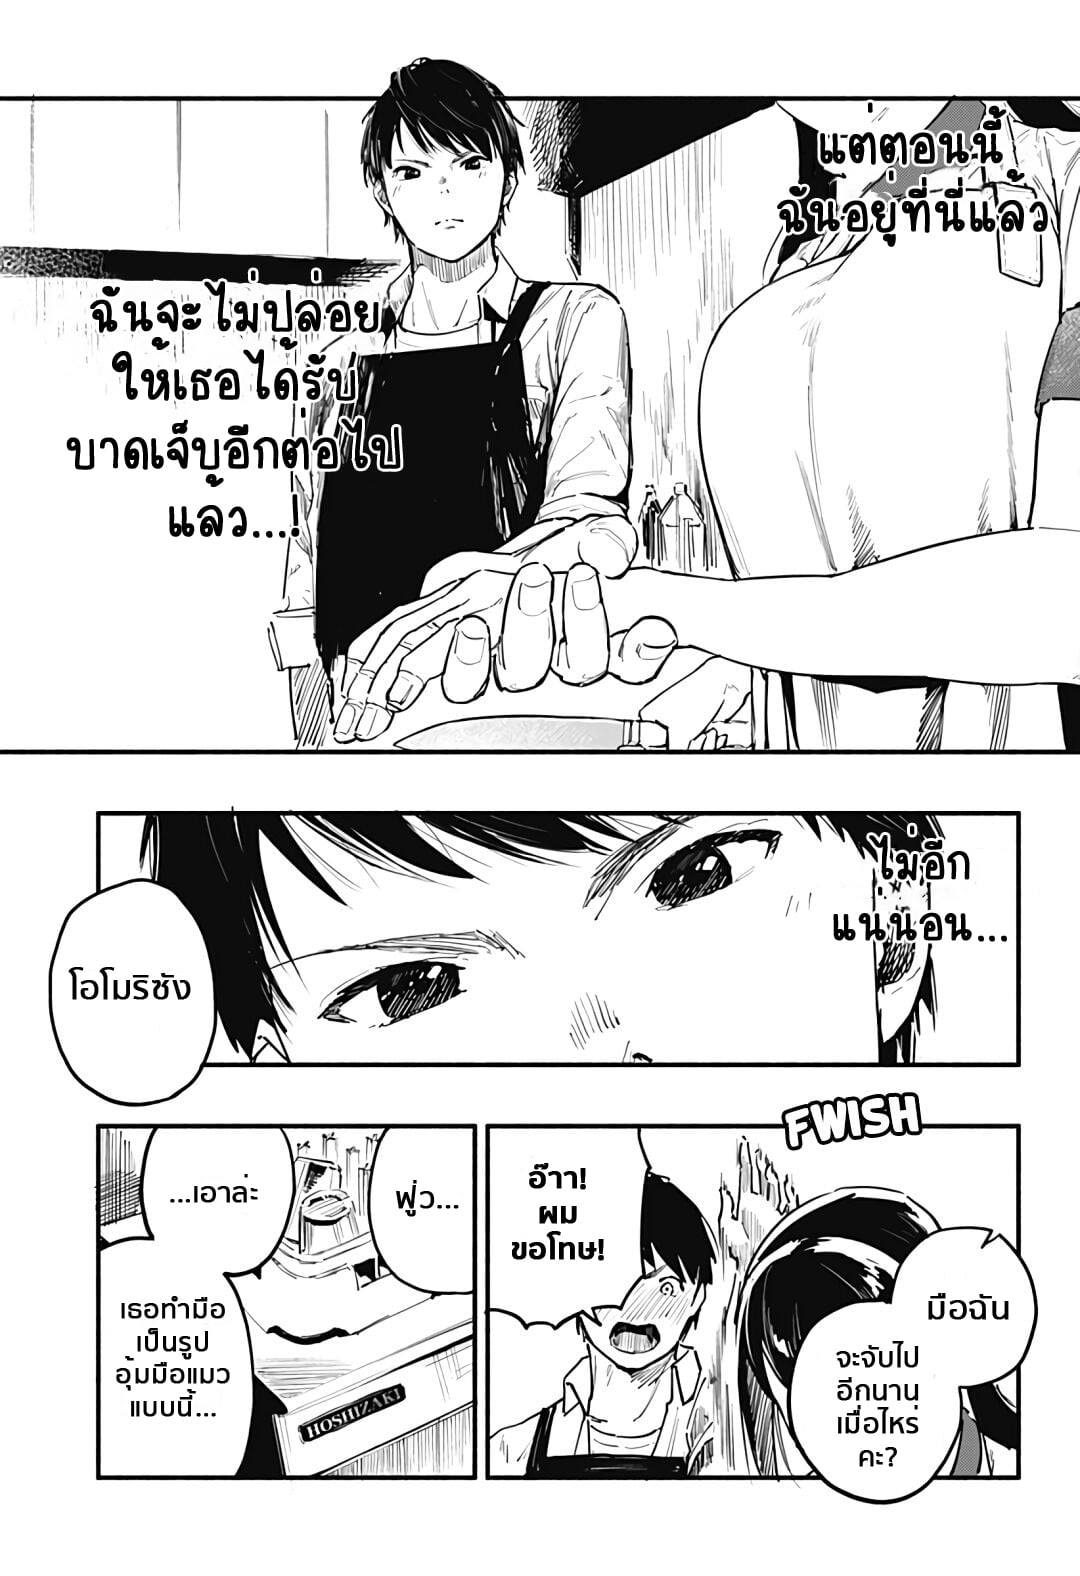 แต่ตอนนี้
ฉันอยู่ที่นี่แล้ว
ฉันจะไม่ปล่อย
ให้เธอได้รับ
บาดเจ็บอีกต่อไป
แล้ว...!
ไม่อีก
แน่นอน...
โอโมริซัง
FWISH
มือฉัน
จะจับไป
อีกนาน
เมื่อไหร่
คะ?
อ๊าา!
ผม
ขอโทษ!
ฟู่ว...
...เอาล่ะ
เธอทำมือ
เป็นรูป
อุ้มมือแมว
แบบนี้...
HOSHIZAKI